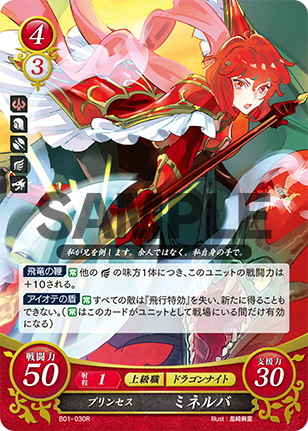 4
3
SAMPLE
私が兄を倒します。余人ではなく、私自身の手で。
飛竜の鞭 常 他の の味方1体につき、このユニットの戦闘力は
+10される。
アイオテの盾 常 すべての敵は『飛行特効』を失い、新たに得ることも
できない。(常はこのカードがユニットとして戦場にいる間だけ有
効になる)
戦闘力
50
射程 1 上級職 ドラゴンナイト
支援力
30
プリンセス ミネルバ
B01-030R Illust:島崎麻里